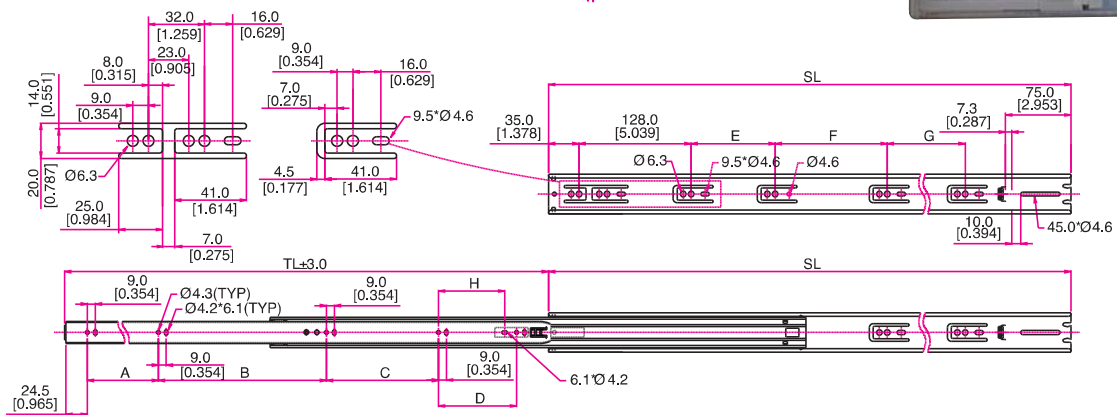 32.0
[1.259]
16.0
[0.629]
8.0
[0.315]
23.0
[0.905]
14.0
[0.551]
9.0
[0.354]
20.0
[0.787]
Ø6.3
25.0
[0.984]
41.0
[1.614]
7.0
[0.275]
9.0
[0.354]
16.0
[0.629]
7.0
[0.275]
9.5*Ø4.6
4.5
[0.177]
41.0
[1.614]
SL
75.0
[2.953]
35.0
[1.378]
128.0
[5.039]
E
F
G
7.3
[0.287]
Ø6.3
9.5*Ø4.6
Ø4.6
10.0
[0.394]
45.0*Ø4.6
TL±3.0
SL
9.0
[0.354]
Ø4.3(TYP)
Ø4.2*6.1(TYP)
9.0
[0.354]
H
9.0
[0.354]
9.0
[0.354]
6.1*Ø4.2
24.5
[0.965]
A
B
C
D